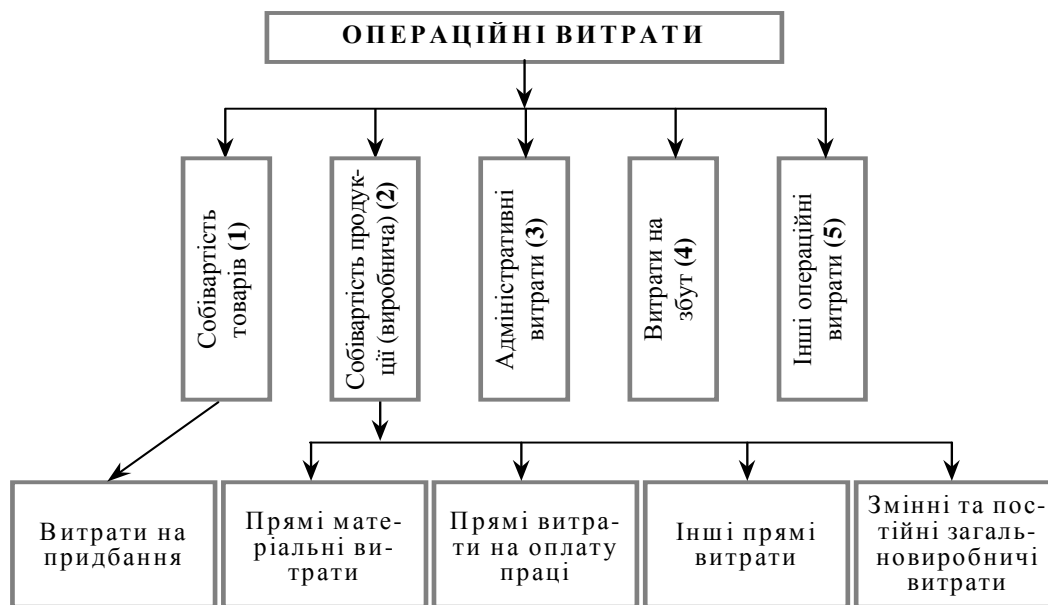 ОПЕРАЦІЙНІ ВИТРАТИ
Собівартість
товарів (1)
Собівартість продук-
ції (виробнича) (2)
Адміністративні
витрати (3)
Витрати на
збут (4)
Інші операційні
витрати (5)
Витрати на
придбання
Прямі мате-
ріальні ви-
трати
Прямі витра-
ти на оплату
праці
Інші прямі
витрати
Змінні та пос-
тійні загаль-
новиробничі
витрати